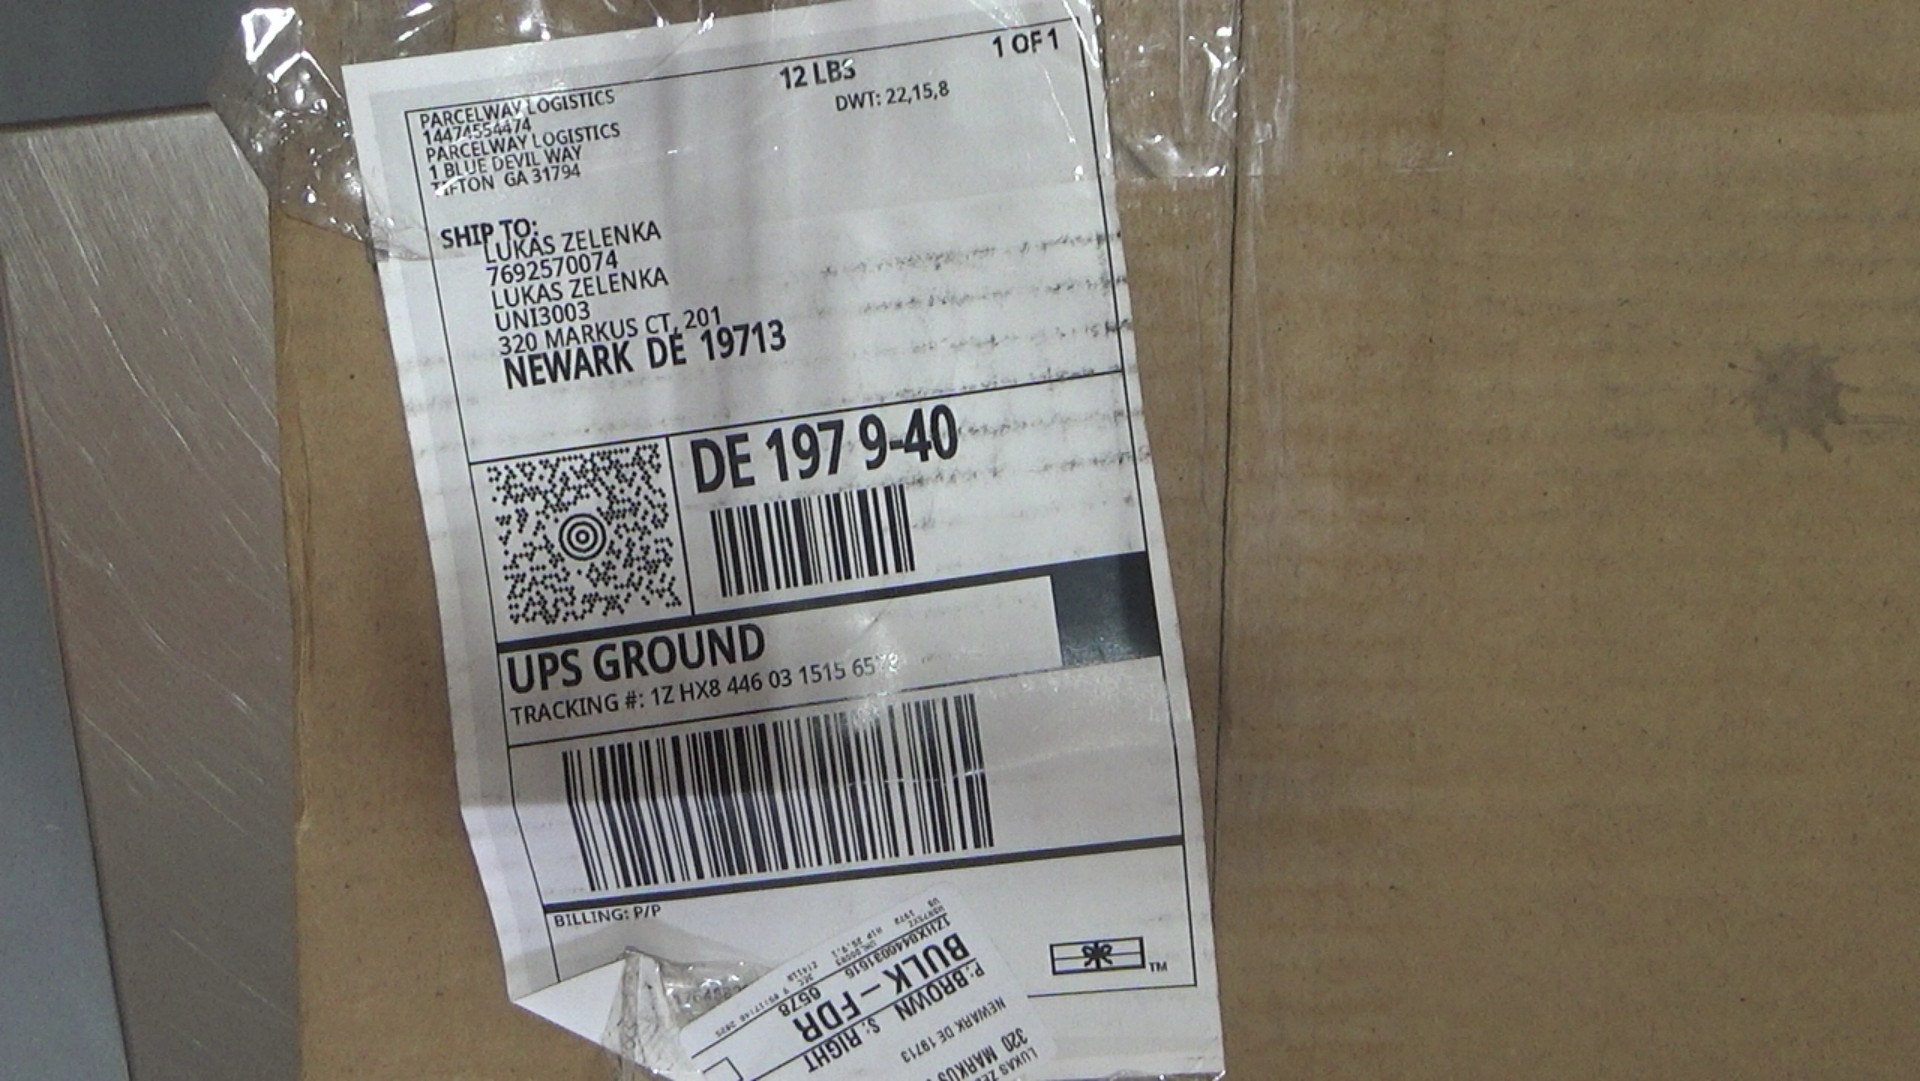 1 OF 1
12 LBS
DWT: 22,15,8
PARCELWAY LOGISTICS
14474554474
PARCELWAY LOGISTICS
1 BLUE DEVIL WAY
TIFTON GA 31794
SHIP TO:
LUKAS ZELENKA
7692570074
LUKAS ZELENKA
UNI3003
320 MARKUS CT, 201
NEWARK DE 19713
DE 197 9-40
UPS GROUND
TRACKING #: 1Z HX8 446 03 1515
BILLING: P/P
TM
320 MARKUS
NEWARK DE 19713
P: BROWN S: RIGHT
BULK – FDR
1ZHX84460031515 6578